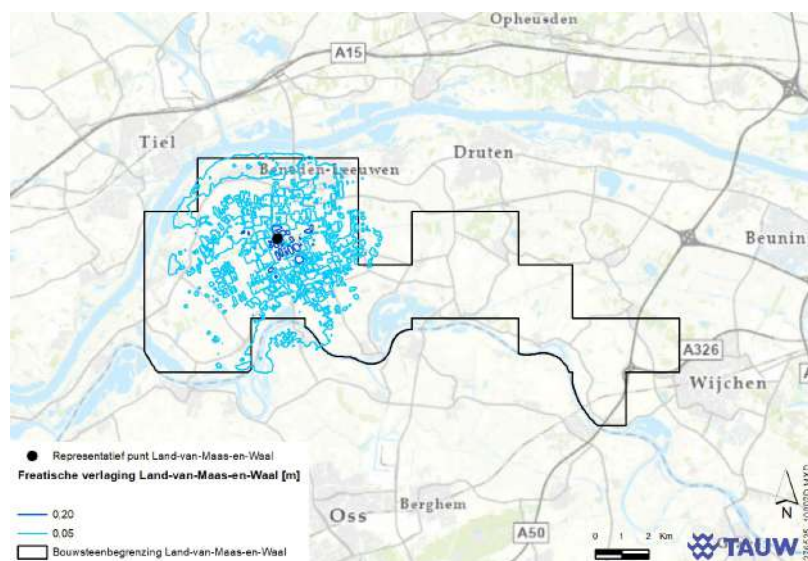 Opheusden
A15
Tiel
Beneden-Leeuwen
Druten
Beuning
A326
Wijchen
Representatief punt Land-van-Maas-en-Waal
Freatische verlaging Land-van-Maas-en-Waal [m]
0,20
0,05
Bouwsteenbegrenzing Land-van-Maas-en-Waal
Oss
Berghem
A50
0 1 2 Km
N
TAUW